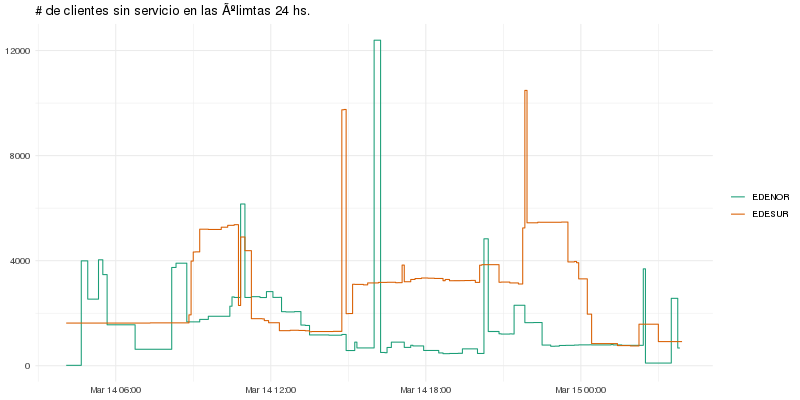 # de clientes sin servicio en las Ãºlimtas 24 hs.
12000
8000
4000
0
Mar 14 06:00
Mar 14 12:00
Mar 14 18:00
Mar 15 00:00
EDENOR
EDESUR